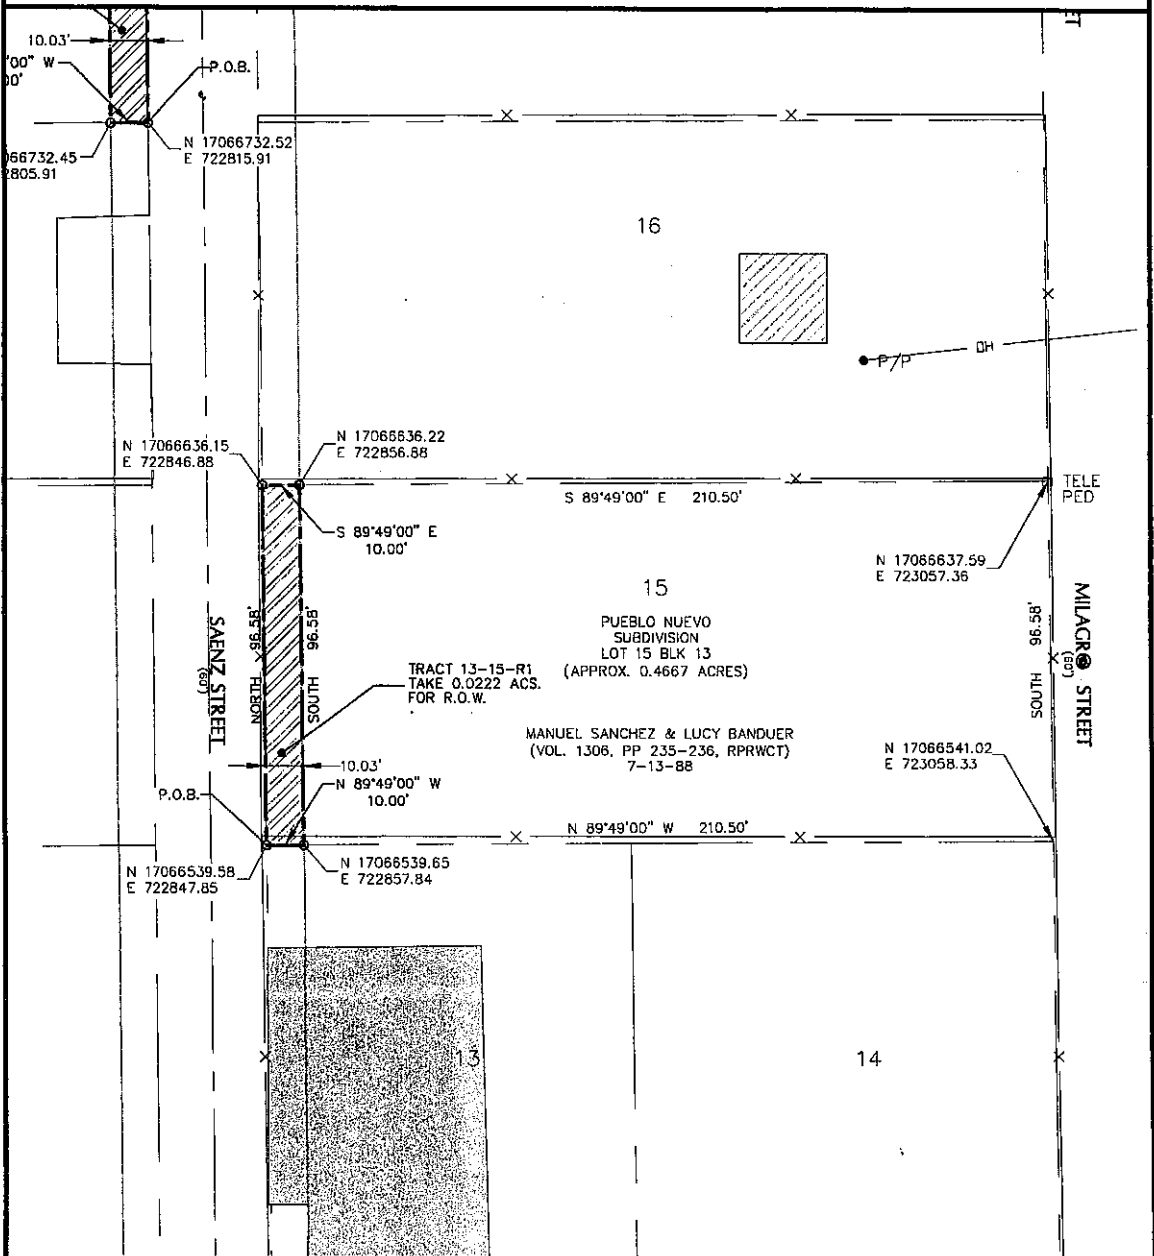 ET
10.03'
'00" W
00'
P.O.B.
N 17066732.52
E 722815.91
066732.45
2805.91
16
P/P
OH
N 17066636.15
E 722846.88
N 17066636.22
E 722856.88
S 89°49'00" E 210.50'
TELE
PED
S 89°49'00" E
10.00'
N 17066637.59
E 723057.36
15
PUEBLO NUEVO
SUBDIVISION
LOT 15 BLK 13
(APPROX. 0.4667 ACRES)
SAENZ STREET
(60')
NORTH 96.58'
SOUTH 96.58'
TRACT 13-15-R1
TAKE 0.0222 ACS.
FOR R.O.W.
SOUTH 96.58'
MILAGRO STREET
(60')
MANUEL SANCHEZ & LUCY BANDUER
(VOL. 1306, PP 235-236, RPRWCT)
7-13-88
N 17066541.02
E 723058.33
10.03'
N 89°49'00" W
10.00'
P.O.B.
N 89°49'00" W 210.50'
N 17066539.58
E 722847.85
N 17066539.65
E 722857.84
13
14